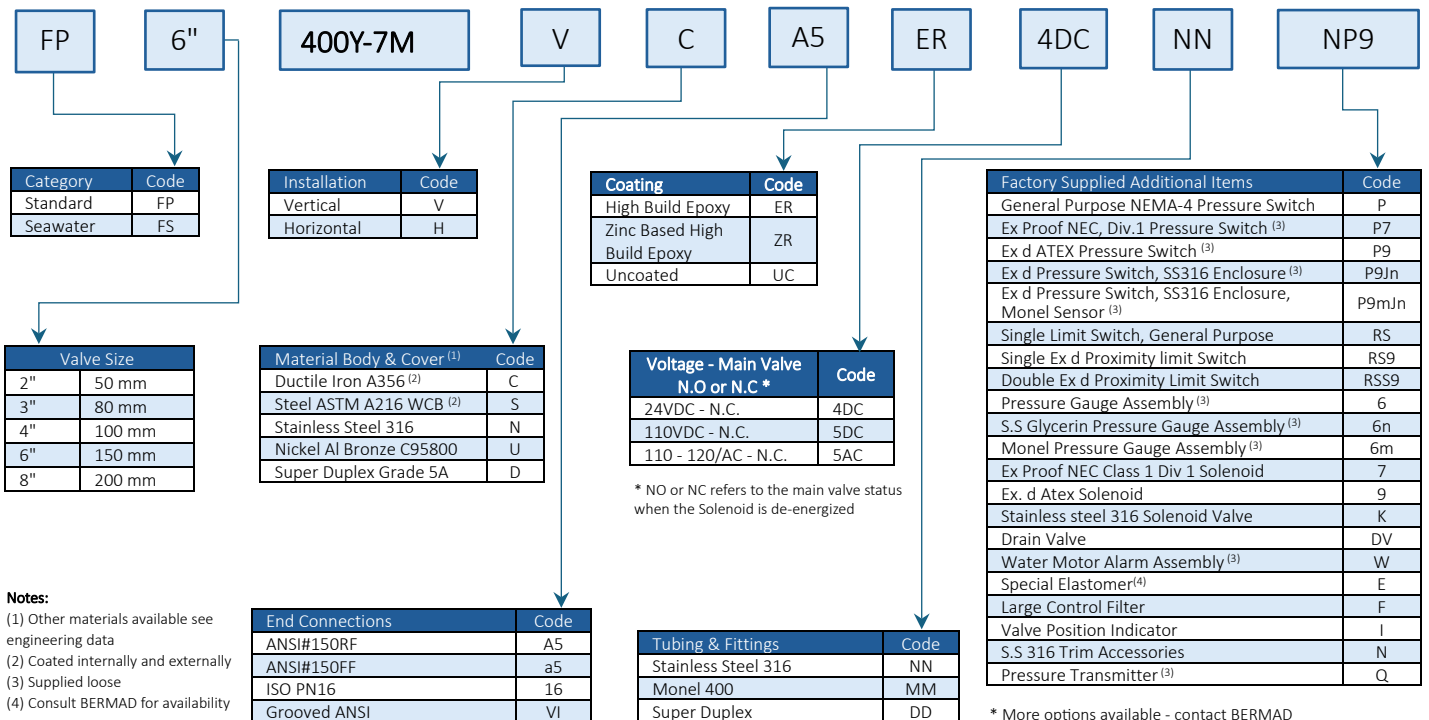 FP 6" 400Y-7M V C A5 ER 4DC NN NP9
Category Code
Standard FP
Seawater FS
Installation Code
Vertical V
Horizontal H
Coating Code
High Build Epoxy ER
Zinc Based High
Build Epoxy ZR
Uncoated UC
Factory Supplied Additional Items Code
General Purpose NEMA-4 Pressure Switch P
Ex Proof NEC, Div.1 Pressure Switch (3) P7
Ex d ATEX Pressure Switch (3) P9
Ex d Pressure Switch, SS316 Enclosure (3) P9Jn
Ex d Pressure Switch, SS316 Enclosure,
Monel Sensor (3) P9mJn
Single Limit Switch, General Purpose RS
Single Ex d Proximity limit Switch RS9
Double Ex d Proximity Limit Switch RSS9
Pressure Gauge Assembly (3) 6
S.S Glycerin Pressure Gauge Assembly (3) 6n
Monel Pressure Gauge Assembly (3) 6m
Ex Proof NEC Class 1 Div 1 Solenoid 7
Ex. d Atex Solenoid 9
Stainless steel 316 Solenoid Valve K
Drain Valve DV
Water Motor Alarm Assembly (3) W
Special Elastomer(4) E
Large Control Filter F
Valve Position Indicator I
S.S 316 Trim Accessories N
Pressure Transmitter (3) Q
* More options available - contact BERMAD
Valve Size
2" 50 mm
3" 80 mm
4" 100 mm
6" 150 mm
8" 200 mm
Material Body & Cover (1) Code
Ductile Iron A356 (2) C
Steel ASTM A216 WCB (2) S
Stainless Steel 316 N
Nickel Al Bronze C95800 U
Super Duplex Grade 5A D
Voltage - Main Valve
N.O or N.C * Code
24VDC - N.C. 4DC
110VDC - N.C. 5DC
110 - 120/AC - N.C. 5AC
* NO or NC refers to the main valve status
when the Solenoid is de-energized
Notes:
(1) Other materials available see
engineering data
(2) Coated internally and externally
(3) Supplied loose
(4) Consult BERMAD for availability
End Connections Code
ANSI#150RF A5
ANSI#150FF a5
ISO PN16 16
Grooved ANSI VI
Tubing & Fittings Code
Stainless Steel 316 NN
Monel 400 MM
Super Duplex DD